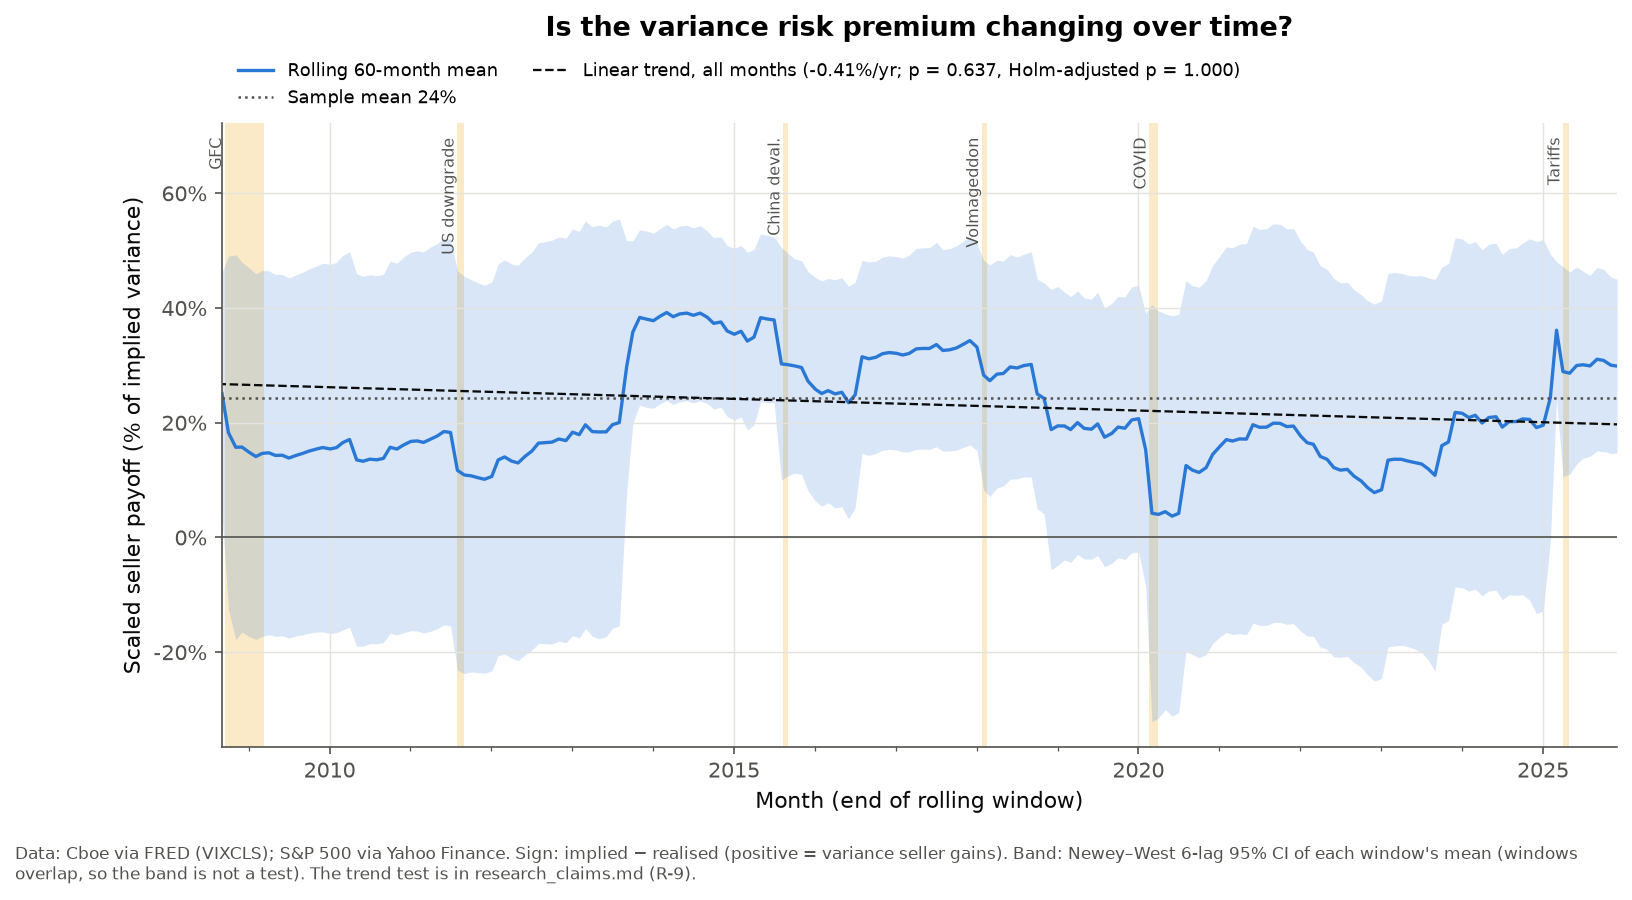 Is the variance risk premium changing over time?
Rolling 60-month mean
Linear trend, all months (-0.41%/yr; p = 0.637, Holm-adjusted p = 1.000)
Sample mean 24%
GFC
US downgrade
China deval.
Volmageddon
COVID
Tariffs
Scaled seller payoff (% of implied variance)
60%
40%
20%
0%
-20%
2010
2015
2020
2025
Month (end of rolling window)
Data: Cboe via FRED (VIXCLS); S&P 500 via Yahoo Finance. Sign: implied − realised (positive = variance seller gains). Band: Newey–West 6-lag 95% CI of each window's mean (windows
overlap, so the band is not a test). The trend test is in research_claims.md (R-9).